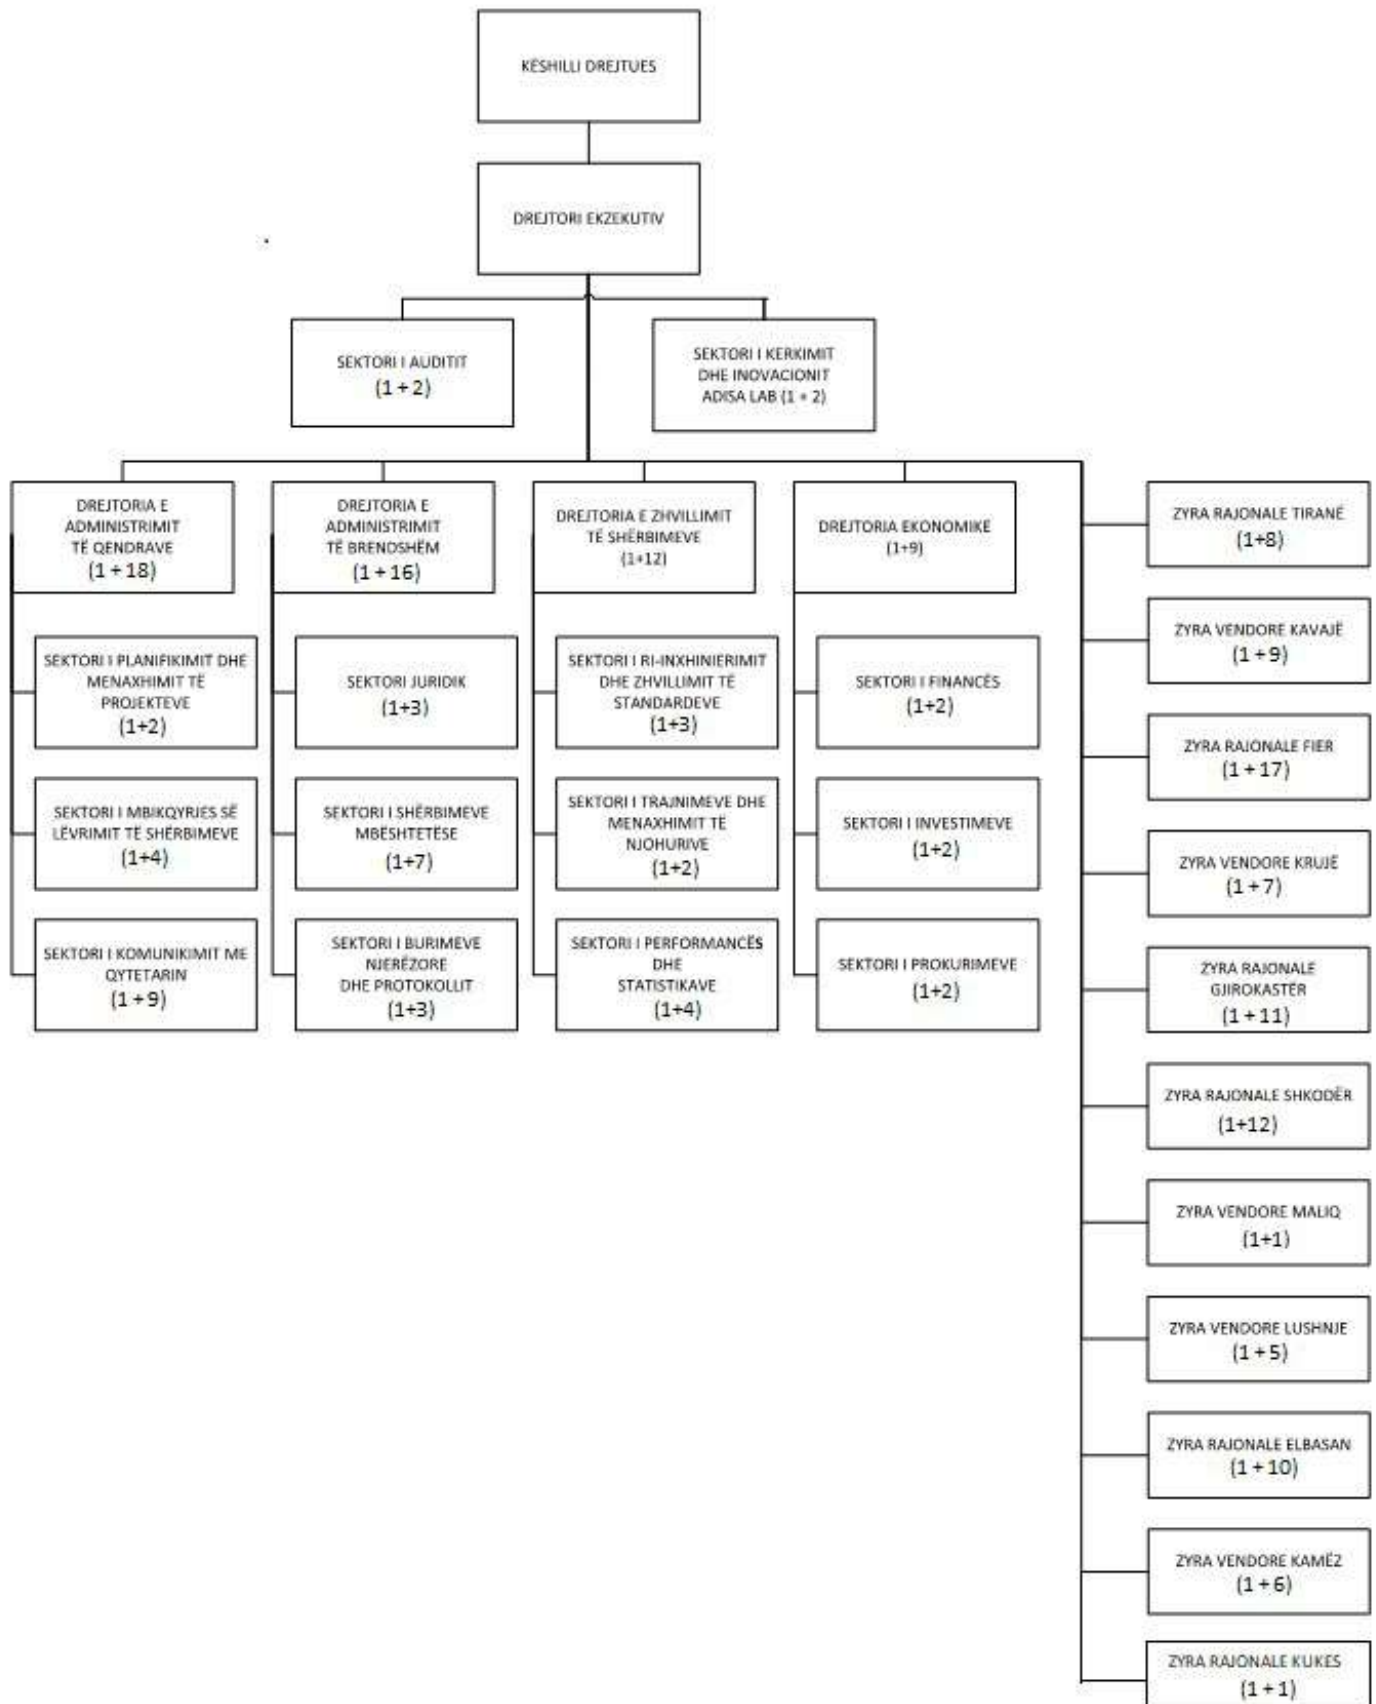 KËSHILLI DREJTUES
DREJTORI EKZEKUTIV
SEKTORI I AUDITIT
(1 + 2)
SEKTORI I KERKIMIT
DHE INOVACIONIT
ADISA LAB (1 + 2)
DREJTORIA E
ADMINISTRIMIT
TË QENDRAVE
(1 + 18)
SEKTORI I PLANIFIKIMIT DHE
MENAXHIMIT TË
PROJEKTEVE
(1+2)
SEKTORI I MBIKQYRJES SË
LËVRIMIT TË SHËRBIMEVE
(1+4)
SEKTORI I KOMUNIKIMIT ME
QYTETARIN
(1 + 9)
DREJTORIA E
ADMINISTRIMIT
TË BRENDSHËM
(1 + 16)
SEKTORI JURIDIK
(1+3)
SEKTORI I SHËRBIMEVE
MBËSHTETËSE
(1+7)
SEKTORI I BURIMEVE
NJERËZORE
DHE PROTOKOLLIT
(1+3)
DREJTORIA E ZHVILLIMIT
TË SHËRBIMEVE
(1+12)
SEKTORI I RI-INXHINIERIMIT
DHE ZHVILLIMIT TË
STANDARDEVE
(1+3)
SEKTORI I TRAJNIMEVE DHE
MENAXHIMIT TË
NJOHURIVE
(1+2)
SEKTORI I PERFORMANCËS
DHE
STATISTIKAVE
(1+4)
DREJTORIA EKONOMIKE
(1+9)
SEKTORI I FINANCËS
(1+2)
SEKTORI I INVESTIMEVE
(1+2)
SEKTORI I PROKURIMEVE
(1+2)
ZYRA RAJONALE TIRANË
(1+8)
ZYRA VENDORE KAVAJË
(1 + 9)
ZYRA RAJONALE FIER
(1 + 17)
ZYRA VENDORE KRUJË
(1 + 7)
ZYRA RAJONALE
GJIROKASTËR
(1 + 11)
ZYRA RAJONALE SHKODËR
(1+12)
ZYRA VENDORE MALIQ
(1+1)
ZYRA VENDORE LUSHNJE
(1 + 5)
ZYRA RAJONALE ELBASAN
(1 + 10)
ZYRA VENDORE KAMËZ
(1 + 6)
ZYRA RAJONALE KUKES
(1 + 1)